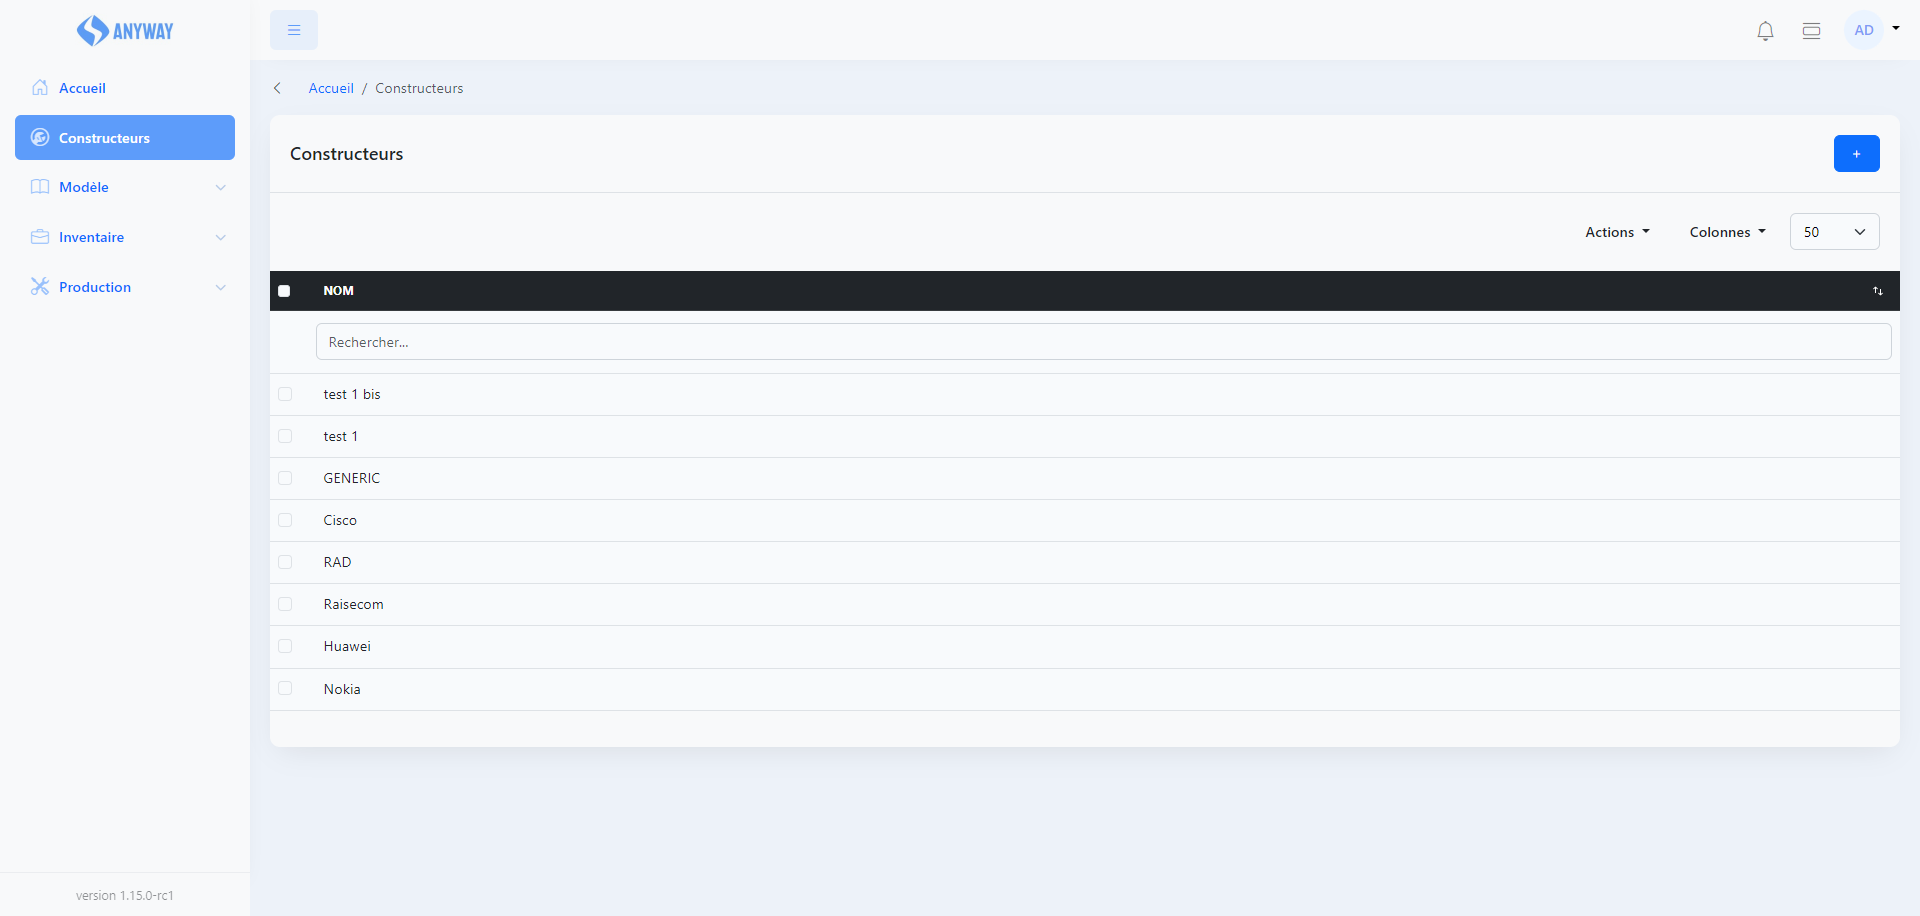 ANYWAY
AD
Accueil
Constructeurs
Modèle
Inventaire
Production
version 1.15.0-rc1
Accueil / Constructeurs
Constructeurs
+
Actions Colonnes 50
NOM
Rechercher...
test 1 bis
test 1
GENERIC
Cisco
RAD
Raisecom
Huawei
Nokia